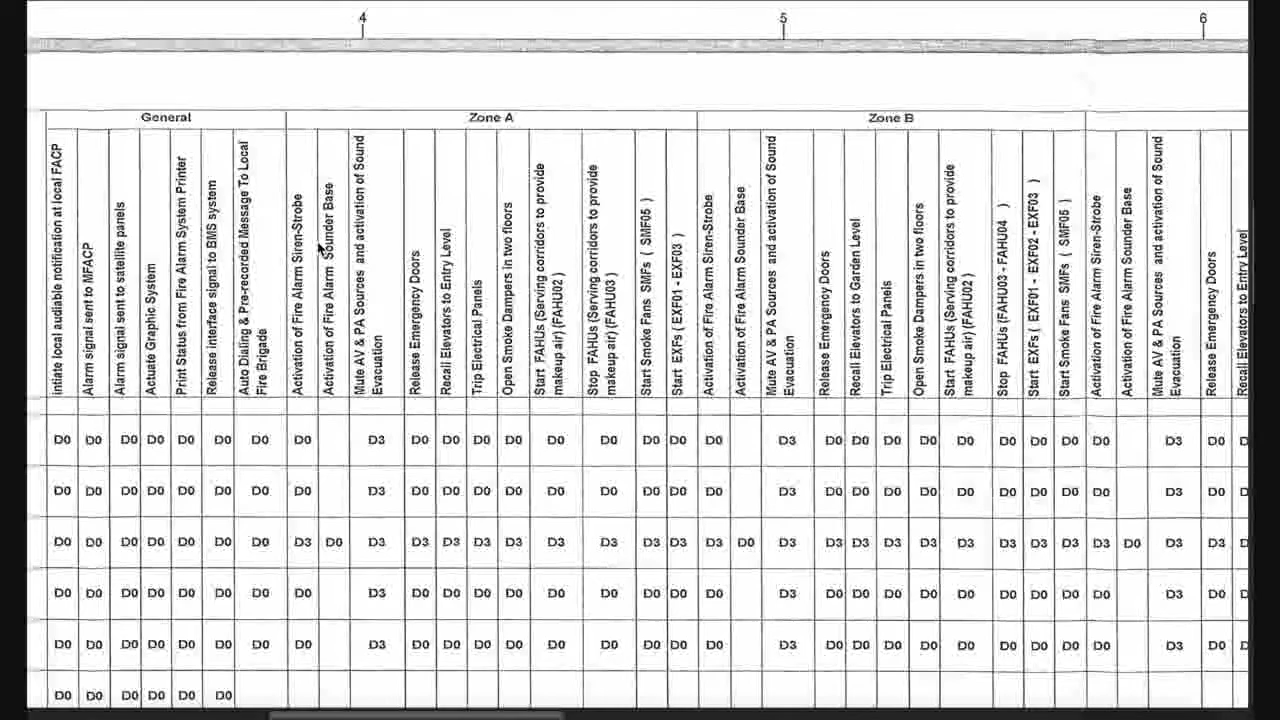 4 5 6
General Zone A Zone B
intiate local audiable notification at local FACP
Alarm signal sent to MFACP
Alarm signal sent to satellite panels
Actuate Graphic System
Print Status from Fire Alarm System Printer
Release interface signal to BMS system
Auto Dialing & Pre-recorded Message To Local
Fire Brigade
Activation of Fire Alarm Siren-Strobe
Activation of Fire Alarm Sounder Base
Mute AV & PA Sources and activation of Sound
Evacuation
Release Emergency Doors
Recall Elevators to Entry Level
Trip Electrical Panels
Open Smoke Dampers in two floors
Start FAHUs (Serving corridors to provide
makeup air) (FAHU02 )
Stop FAHUs (Serving corridors to provide
makeup air) (FAHU03 )
Start Smoke Fans SMFs ( SMF05 )
Start EXFs ( EXF01 - EXF03 )
Activation of Fire Alarm Siren-Strobe
Activation of Fire Alarm Sounder Base
Mute AV & PA Sources and activation of Sound
Evacuation
Release Emergency Doors
Recall Elevators to Garden Level
Trip Electrical Panels
Open Smoke Dampers in two floors
Start FAHUs (Serving corridors to provide
makeup air) (FAHU02 )
Stop FAHUs (FAHU03 - FAHU04 )
Start EXFs ( EXF01 - EXF02 - EXF03 )
Start Smoke Fans SMFs ( SMF05 )
Activation of Fire Alarm Siren-Strobe
Activation of Fire Alarm Sounder Base
Mute AV & PA Sources and activation of Sound
Evacuation
Release Emergency Doors
Recall Elevators to Entry Level
D0 D0 D0 D0 D0 D0 D0 D0 D3 D0 D0 D0 D0 D0 D0 D0 D0 D0 D3 D0 D0 D0 D0 D0 D0 D0 D0 D0 D3 D0
D0 D0 D0 D0 D0 D0 D0 D0 D3 D0 D0 D0 D0 D0 D0 D0 D0 D0 D3 D0 D0 D0 D0 D0 D0 D0 D0 D0 D3 D0
D0 D0 D0 D0 D0 D0 D0 D3 D0 D3 D3 D3 D3 D3 D3 D3 D3 D3 D3 D0 D3 D3 D3 D3 D3 D3 D3 D3 D3 D3 D0 D3 D3
D0 D0 D0 D0 D0 D0 D0 D0 D3 D0 D0 D0 D0 D0 D0 D0 D0 D0 D3 D0 D0 D0 D0 D0 D0 D0 D0 D0 D3 D0
D0 D0 D0 D0 D0 D0 D0 D0 D3 D0 D0 D0 D0 D0 D0 D0 D0 D0 D3 D0 D0 D0 D0 D0 D0 D0 D0 D0 D3 D0
D0 D0 D0 D0 D0 D0